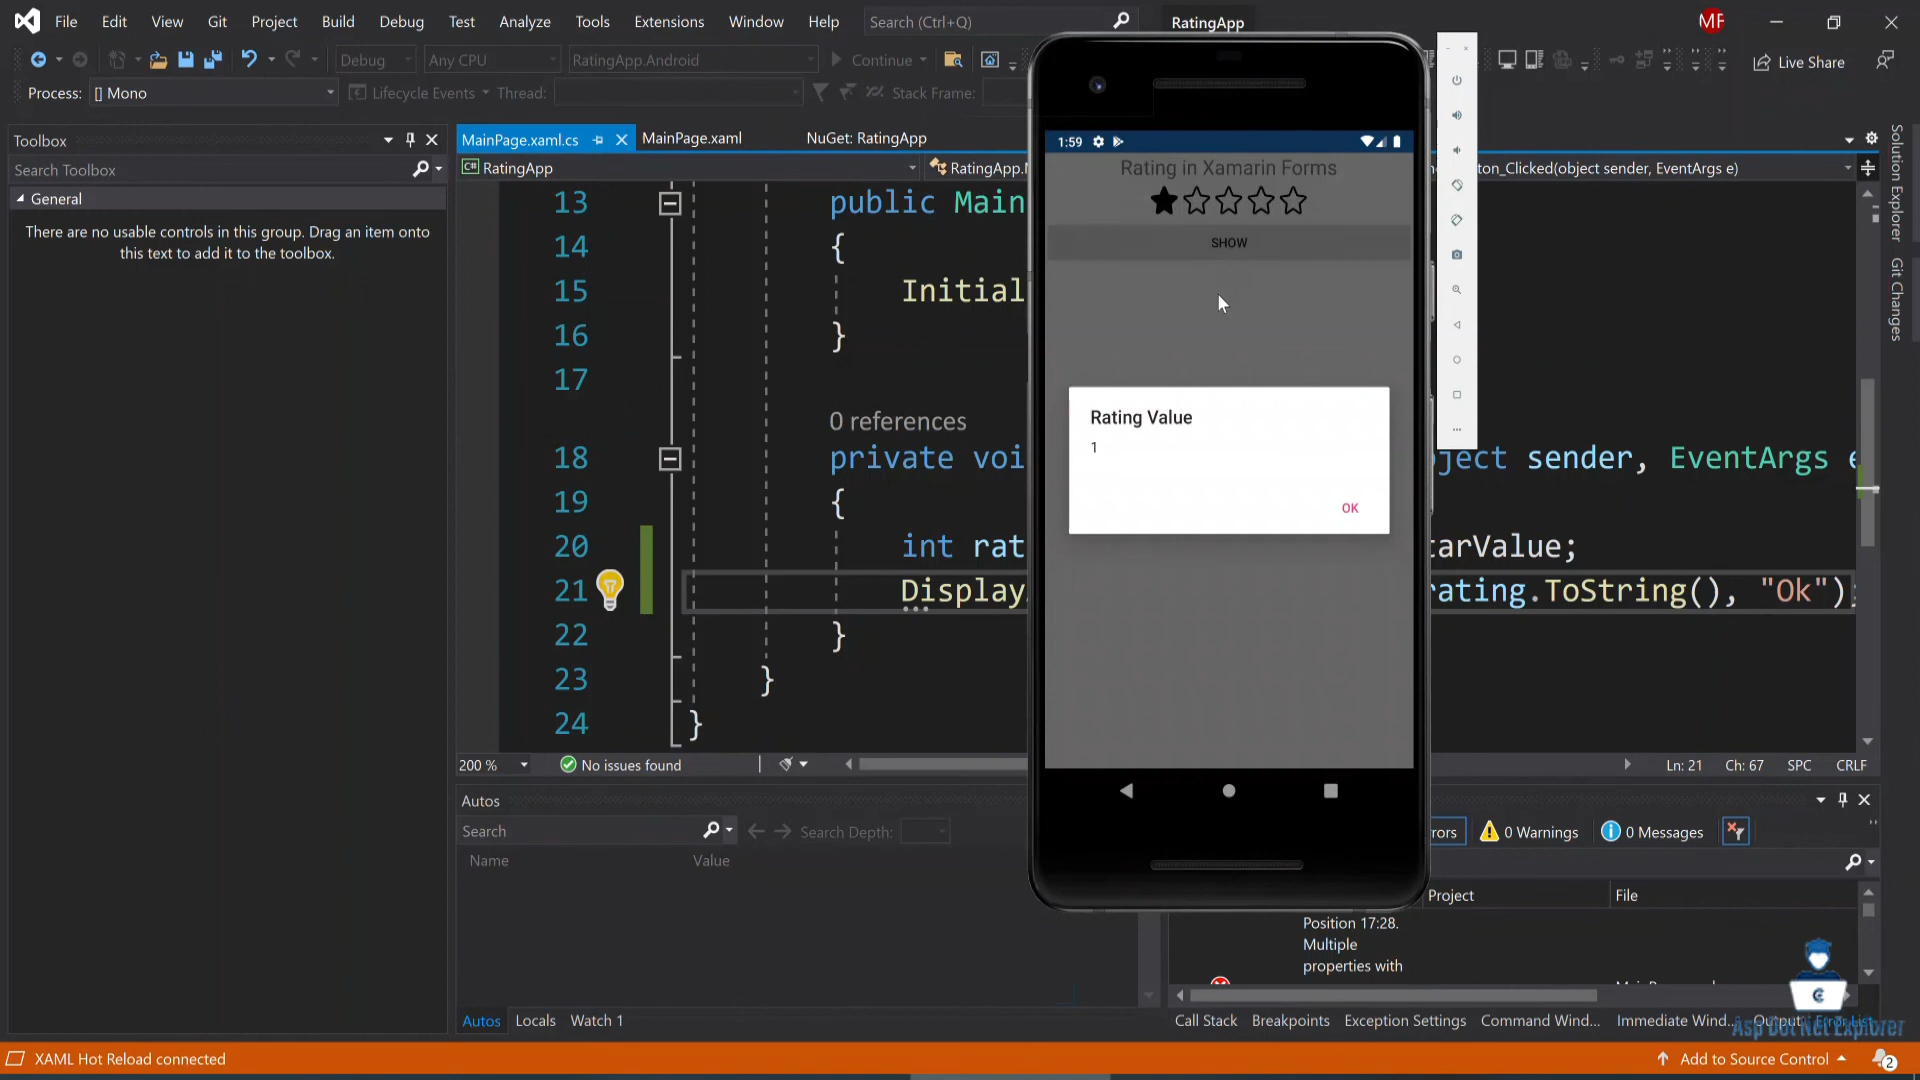 File Edit View Git Project Build Debug Test Analyze Tools Extensions Window Help Search (Ctrl+Q) RatingApp MF
Debug Any CPU RatingApp.Android Continue Live Share
Process: [] Mono Lifecycle Events Thread: Stack Frame:
Toolbox
Search Toolbox
General
There are no usable controls in this group. Drag an item onto
this text to add it to the toolbox.
MainPage.xaml.cs MainPage.xaml NuGet: RatingApp
RatingApp RatingApp.M ton_Clicked(object sender, EventArgs e)
13 public Main
14 {
15 Initial
16 }
17
0 references
18 private voi ject sender, EventArgs e
19 {
20 int rat tarValue;
21 Display rating.ToString(), "Ok");
22 }
23 }
24 }
1:59
Rating in Xamarin Forms
SHOW
Rating Value
1
OK
200 % No issues found Ln: 21 Ch: 67 SPC CRLF
Autos
Search Search Depth:
Name Value
rrors 0 Warnings 0 Messages
Project File
Position 17:28.
Multiple
properties with
Autos Locals Watch 1
Call Stack Breakpoints Exception Settings Command Wind... Immediate Wind... Output Error List
Asp Dot Net Explorer
XAML Hot Reload connected Add to Source Control 2
Solution Explorer
Git Changes